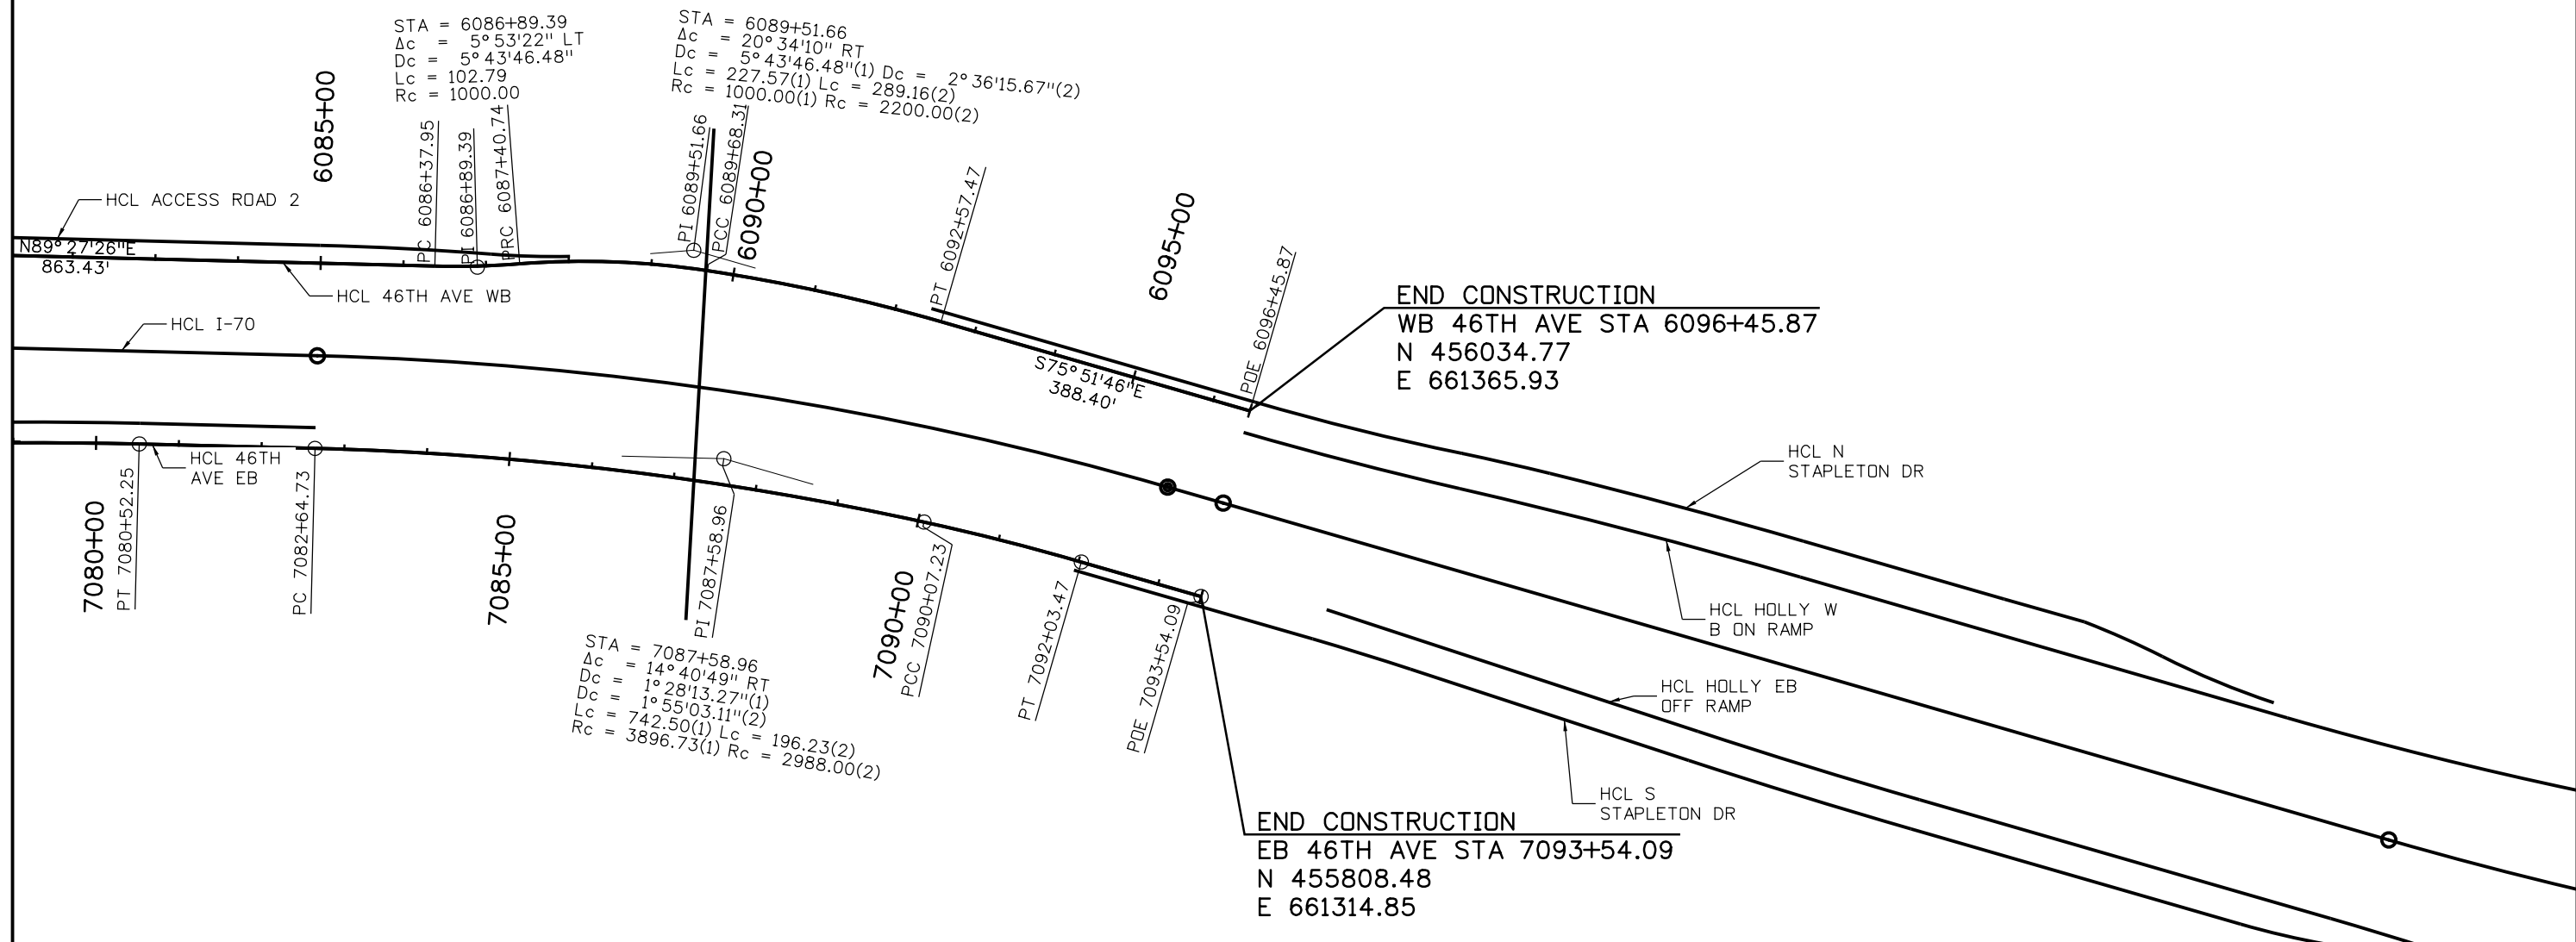 STA = 6086+89.39
Δc = 5°53'22" LT
Dc = 5°43'46.48"
Lc = 102.79
Rc = 1000.00
STA = 6089+51.66
Δc = 20°34'10" RT
Dc = 5°43'46.48"(1) Dc = 2°36'15.67"(2)
Lc = 227.57(1) Lc = 289.16(2)
Rc = 1000.00(1) Rc = 2200.00(2)
6085+00
PC 6086+37.95
PI 6086+89.39
PRC 6087+40.74
PI 6089+51.66
PCC 6089+68.31
6090+00
PT 6092+57.47
6095+00
POE 6096+45.87
HCL ACCESS ROAD 2
N89°27'26"E
863.43'
HCL 46TH AVE WB
HCL I-70
S75°51'46"E
388.40'
END CONSTRUCTION
WB 46TH AVE STA 6096+45.87
N 456034.77
E 661365.93
HCL 46TH
AVE EB
7080+00
PT 7080+52.25
PC 7082+64.73
7085+00
PI 7087+58.96
7090+00
PCC 7090+07.23
PT 7092+03.47
POE 7093+54.09
STA = 7087+58.96
Δc = 14°40'49" RT
Dc = 1°28'13.27"(1)
Dc = 1°55'03.11"(2)
Lc = 742.50(1) Lc = 196.23(2)
Rc = 3896.73(1) Rc = 2988.00(2)
HCL N
STAPLETON DR
HCL HOLLY W
B ON RAMP
HCL HOLLY EB
OFF RAMP
HCL S
STAPLETON DR
END CONSTRUCTION
EB 46TH AVE STA 7093+54.09
N 455808.48
E 661314.85